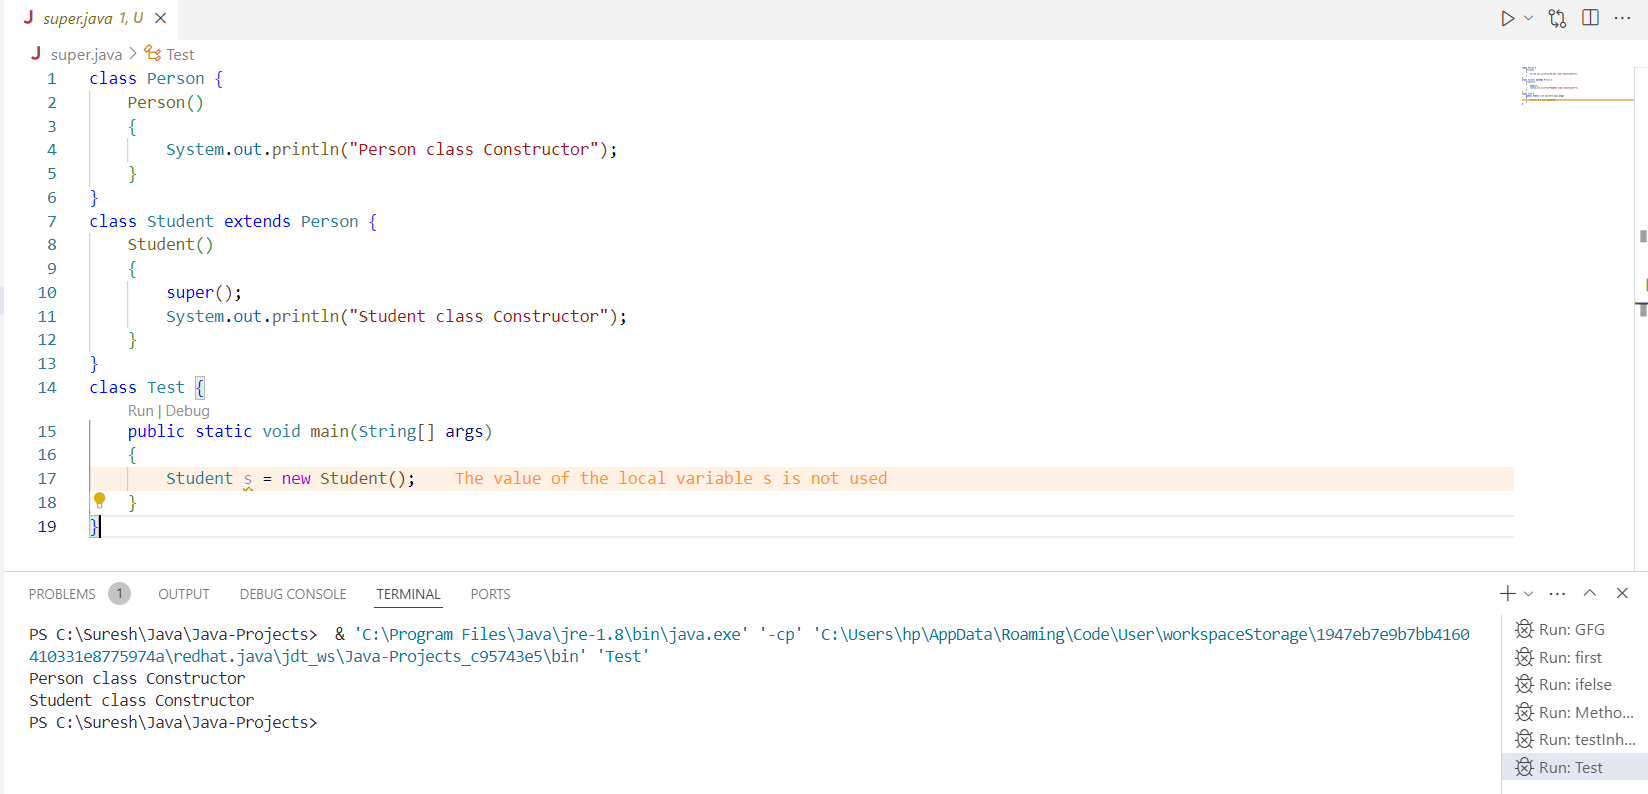 J super.java 1, U
J super.java > Test
1 class Person {
2 Person()
3 {
4 System.out.println("Person class Constructor");
5 }
6 }
7 class Student extends Person {
8 Student()
9 {
10 super();
11 System.out.println("Student class Constructor");
12 }
13 }
14 class Test {
Run | Debug
15 public static void main(String[] args)
16 {
17 Student s = new Student(); The value of the local variable s is not used
18 }
19 }
PROBLEMS 1 OUTPUT DEBUG CONSOLE TERMINAL PORTS
PS C:\Suresh\Java\Java-Projects> & 'C:\Program Files\Java\jre-1.8\bin\java.exe' '-cp' 'C:\Users\hp\AppData\Roaming\Code\User\workspaceStorage\1947eb7e9b7bb4160
410331e8775974a\redhat.java\jdt_ws\Java-Projects_c95743e5\bin' 'Test'
Person class Constructor
Student class Constructor
PS C:\Suresh\Java\Java-Projects>
Run: GFG
Run: first
Run: ifelse
Run: Metho...
Run: testInh...
Run: Test